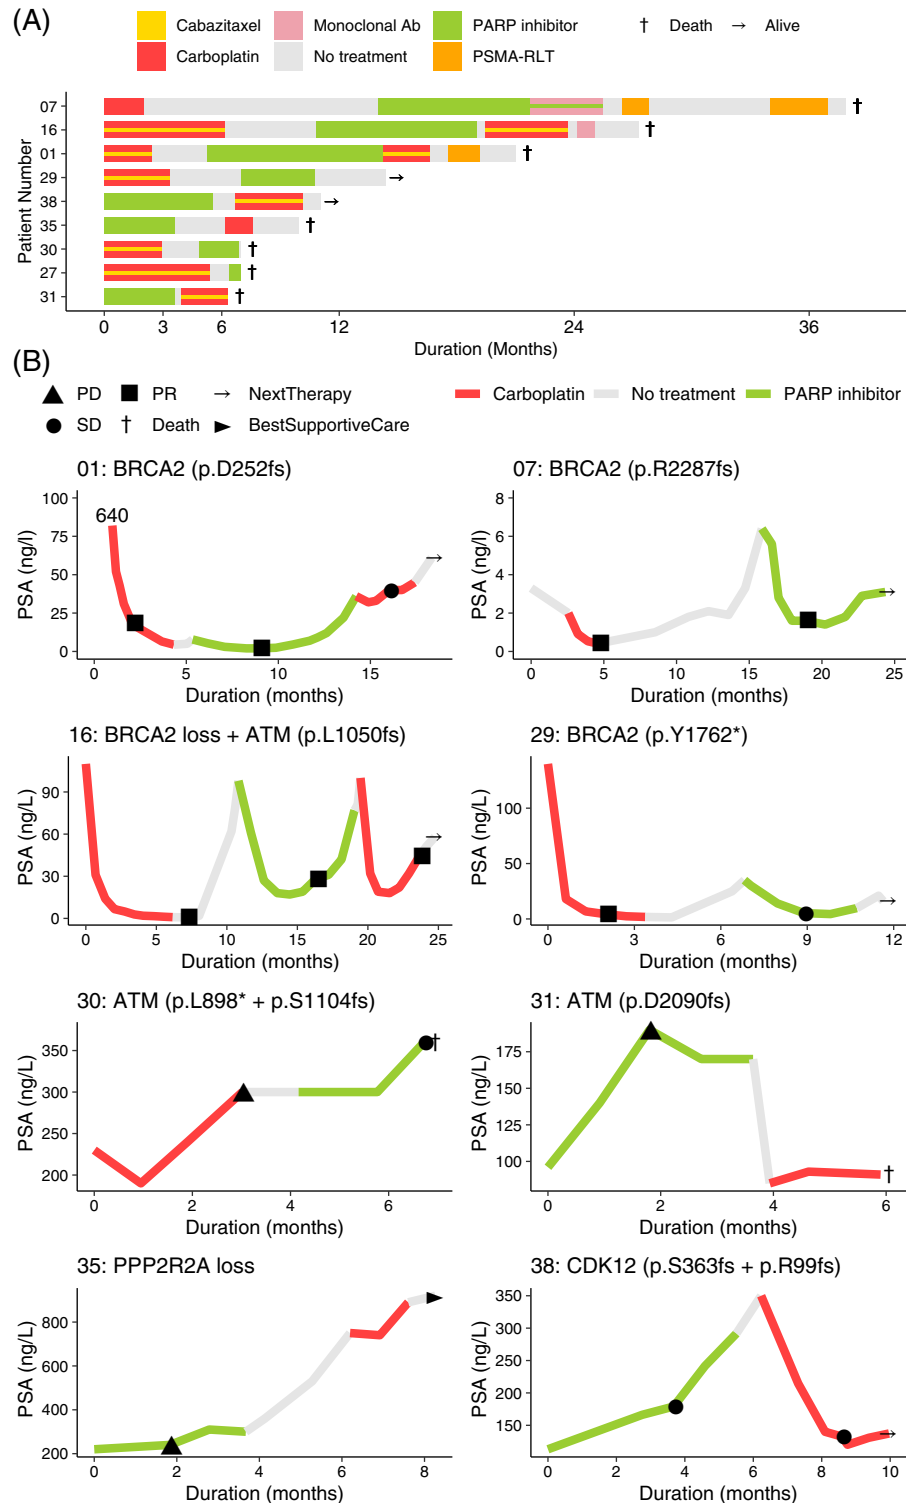 (A)
Cabazitaxel Monoclonal Ab PARP inhibitor † Death → Alive
Carboplatin No treatment PSMA-RLT
Patient Number
07
16
01
29
38
35
30
27
31
0 3 6 12 24 36
Duration (Months)
(B)
▲ PD ■ PR → NextTherapy Carboplatin No treatment PARP inhibitor
● SD † Death ► BestSupportiveCare
01: BRCA2 (p.D252fs)
PSA (ng/l)
100
75
50
25
0
640
0 5 10 15
Duration (months)
07: BRCA2 (p.R2287fs)
PSA (ng/l)
8
6
4
2
0
0 5 10 15 20 25
Duration (months)
16: BRCA2 loss + ATM (p.L1050fs)
PSA (ng/L)
90
60
30
0
0 5 10 15 20 25
Duration (months)
29: BRCA2 (p.Y1762*)
PSA (ng/L)
100
50
0
0 3 6 9 12
Duration (months)
30: ATM (p.L898* + p.S1104fs)
PSA (ng/L)
350
300
250
200
0 2 4 6
Duration (months)
31: ATM (p.D2090fs)
PSA (ng/L)
175
150
125
100
0 2 4 6
Duration (months)
35: PPP2R2A loss
PSA (ng/L)
800
600
400
200
0 2 4 6 8
Duration (months)
38: CDK12 (p.S363fs + p.R99fs)
PSA (ng/L)
350
300
250
200
150
0 2 4 6 8 10
Duration (months)